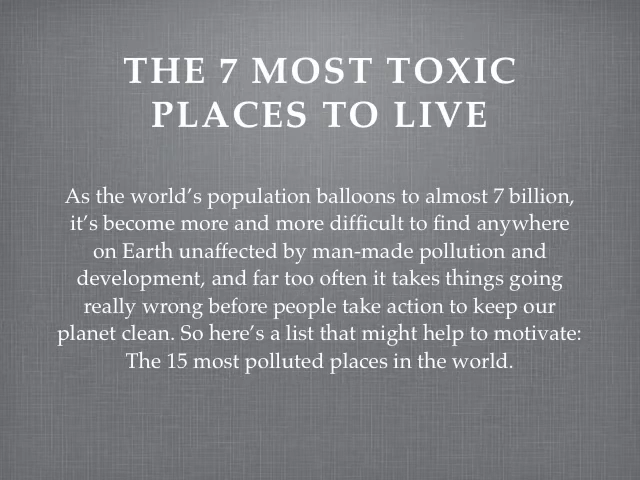 THE 7 MOST TOXIC
PLACES TO LIVE
As the world’s population balloons to almost 7 billion,
it’s become more and more difficult to find anywhere
on Earth unaffected by man-made pollution and
development, and far too often it takes things going
really wrong before people take action to keep our
planet clean. So here’s a list that might help to motivate:
The 15 most polluted places in the world.